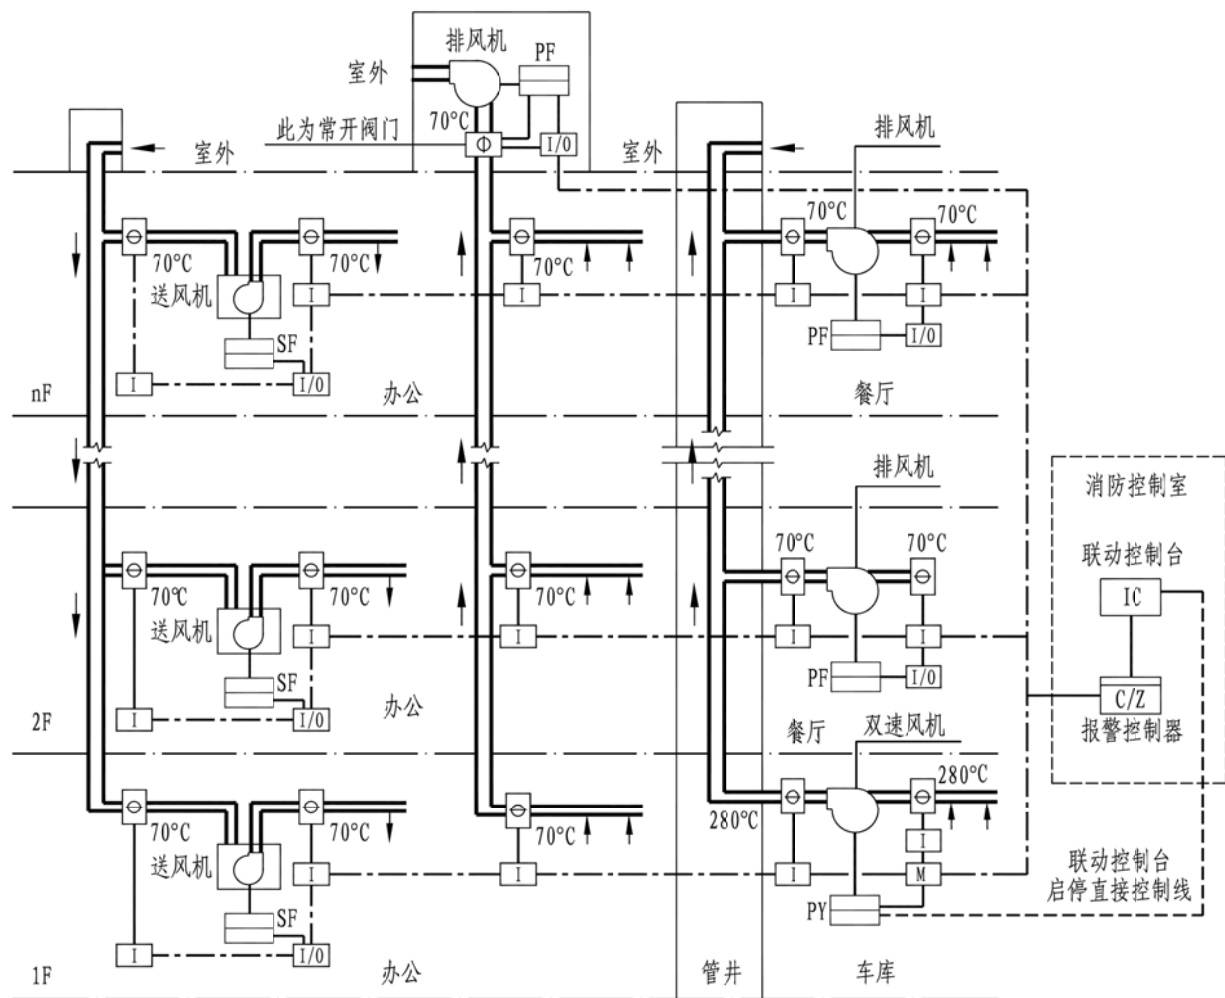 排风机
PF
室外
70°C
此为常开阀门
I/O
室外
室外
排风机
70°C
70°C
70°C
70°C
70°C
送风机
I
I
I
I
SF
PF
I/O
I
I/O
nF
办公
餐厅
排风机
消防控制室
70°C
70°C
联动控制台
IC
70°C
70°C
70°C
送风机
I
I
I
I
SF
PF
I/O
C/Z
I
I/O
2F
办公
餐厅
双速风机
报警控制器
280°C
280°C
70°C
70°C
70°C
送风机
I
I
I
I
M
联动控制台
启停直接控制线
SF
PY
I
I/O
1F
办公
管井
车库